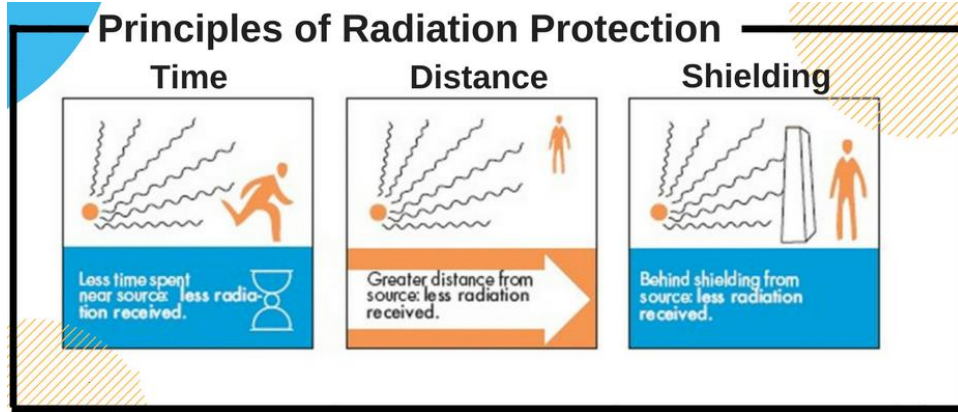 Principles of Radiation Protection
Time
Distance
Shielding
Less time spent
near source: less radia-
tion received.
Greater distance from
source: less radiation
received.
Behind shielding from
source: less radiation
received.